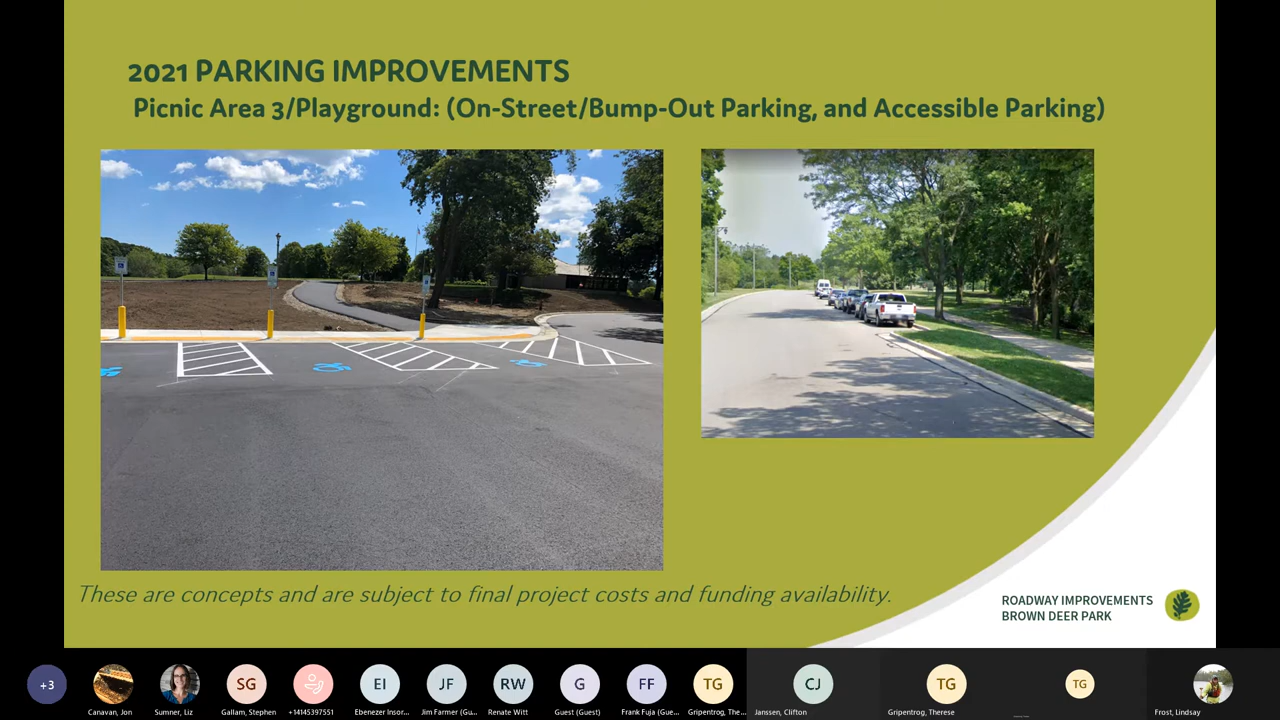 2021 PARKING IMPROVEMENTS
Picnic Area 3/Playground: (On-Street/Bump-Out Parking, and Accessible Parking)
These are concepts and are subject to final project costs and funding availability.
ROADWAY IMPROVEMENTS
BROWN DEER PARK
+3
SG
EI
JF
RW
G
FF
TG
CJ
TG
TG
Canavan, Jon
Sumner, Liz
Gallam, Stephen
+14145397551
Ebenezer Insor...
Jim Farmer (Gu...
Renate Witt
Guest (Guest)
Frank Fuja (Gue...
Gripentrog, The...
Janssen, Clifton
Gripentrog, Therese
Frost, Lindsay